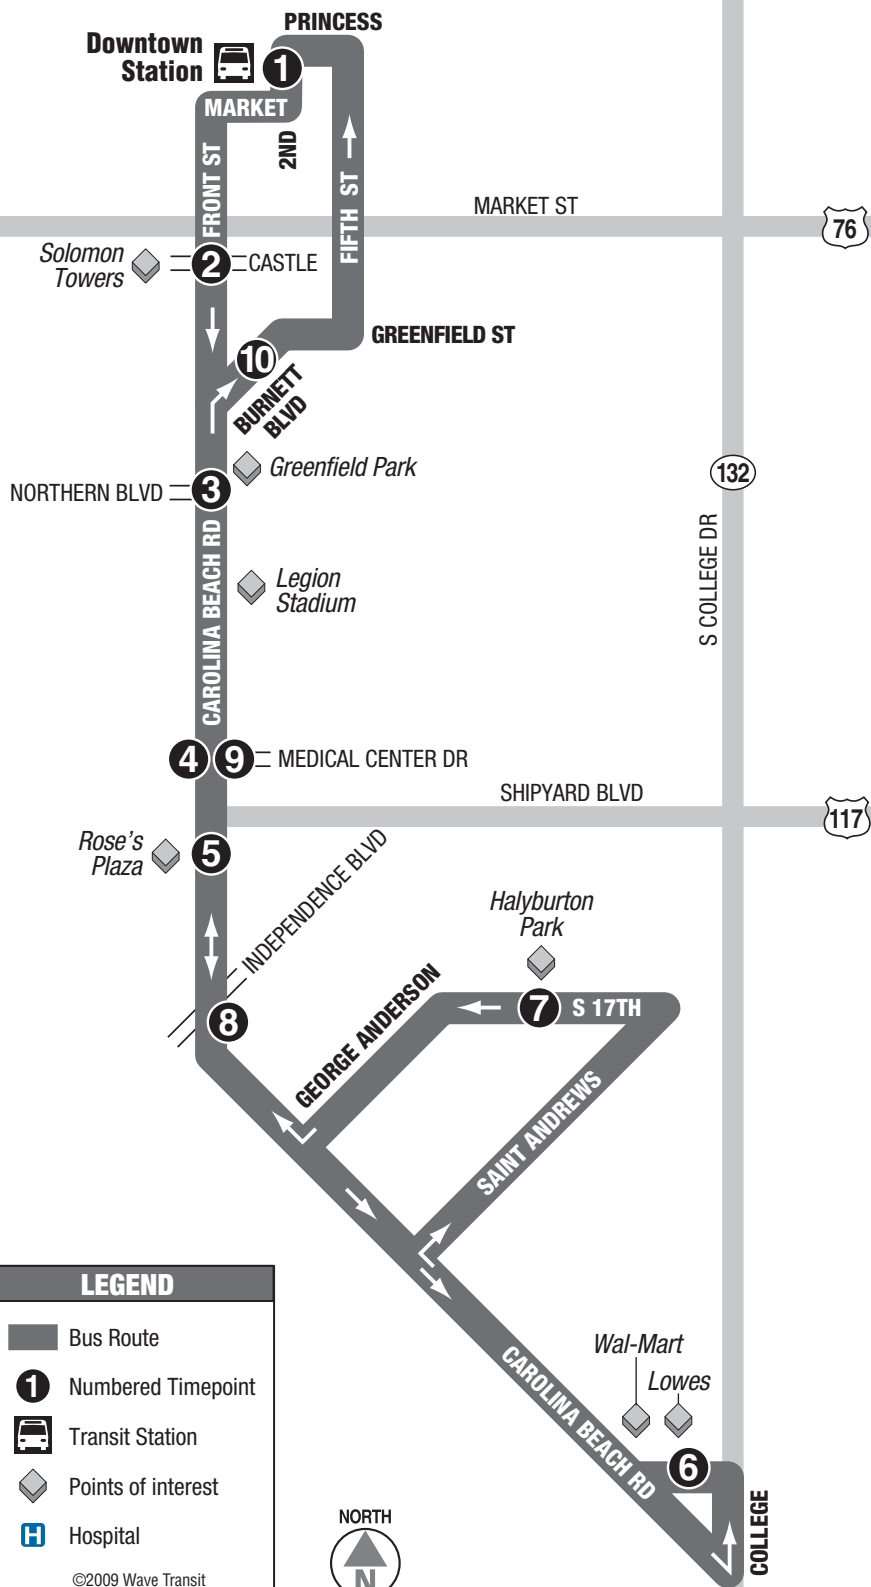 PRINCESS
Downtown
Station
1
MARKET
2ND
FRONT ST
FIFTH ST
MARKET ST
76
Solomon
Towers
2
CASTLE
GREENFIELD ST
10
BURNETT
BLVD
Greenfield Park
132
NORTHERN BLVD
3
CAROLINA BEACH RD
Legion
Stadium
S COLLEGE DR
4
9
MEDICAL CENTER DR
SHIPYARD BLVD
117
Rose's
Plaza
5
INDEPENDENCE BLVD
Halyburton
Park
GEORGE ANDERSON
7
S 17TH
8
SAINT ANDREWS
LEGEND
Bus Route
1
Numbered Timepoint
Transit Station
Points of interest
H
Hospital
©2009 Wave Transit
Wal-Mart
Lowes
CAROLINA BEACH RD
6
COLLEGE
NORTH
N